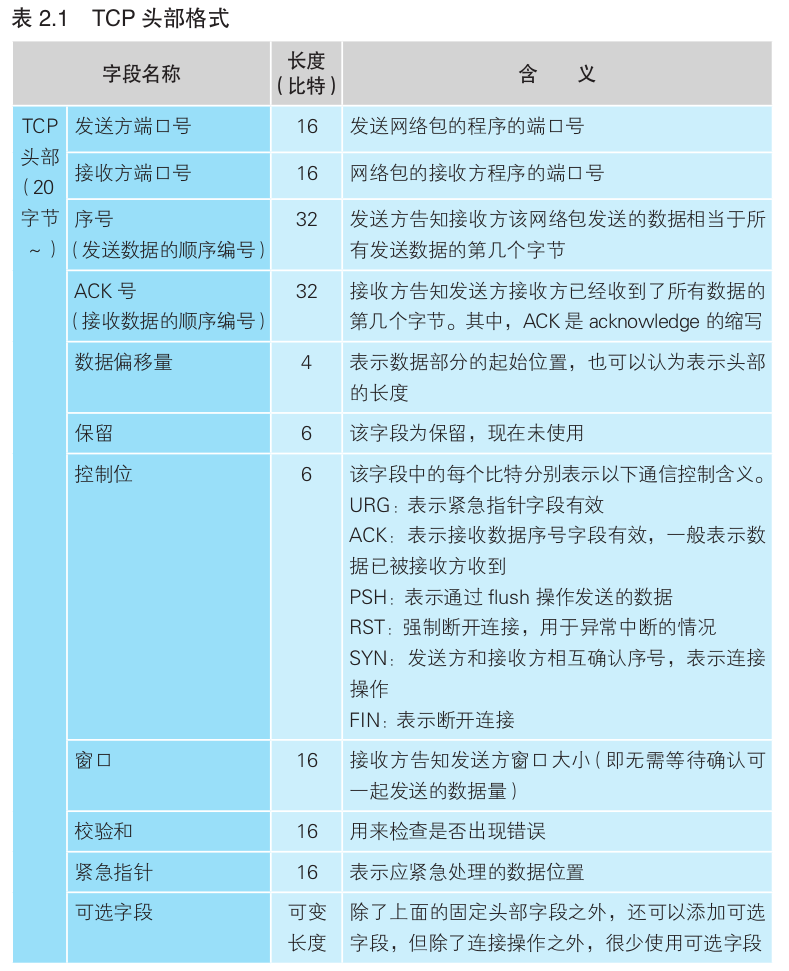 表 2.1 TCP 头部格式
字段名称
长度
（比特）
含 义
TCP
头部
（20
字节
~）
发送方端口号
16
发送网络包的程序的端口号
接收方端口号
16
网络包的接收方程序的端口号
序号
（发送数据的顺序编号）
32
发送方告知接收方该网络包发送的数据相当于所
有发送数据的第几个字节
ACK 号
（接收数据的顺序编号）
32
接收方告知发送方接收方已经收到了所有数据的
第几个字节。其中，ACK 是 acknowledge 的缩写
数据偏移量
4
表示数据部分的起始位置，也可以认为表示头部
的长度
保留
6
该字段为保留，现在未使用
控制位
6
该字段中的每个比特分别表示以下通信控制含义。
URG：表示紧急指针字段有效
ACK：表示接收数据序号字段有效，一般表示数
据已被接收方收到
PSH：表示通过 flush 操作发送的数据
RST：强制断开连接，用于异常中断的情况
SYN：发送方和接收方相互确认序号，表示连接
操作
FIN：表示断开连接
窗口
16
接收方告知发送方窗口大小（即无需等待确认可
一起发送的数据量）
校验和
16
用来检查是否出现错误
紧急指针
16
表示应紧急处理的数据位置
可选字段
可变
长度
除了上面的固定头部字段之外，还可以添加可选
字段，但除了连接操作之外，很少使用可选字段